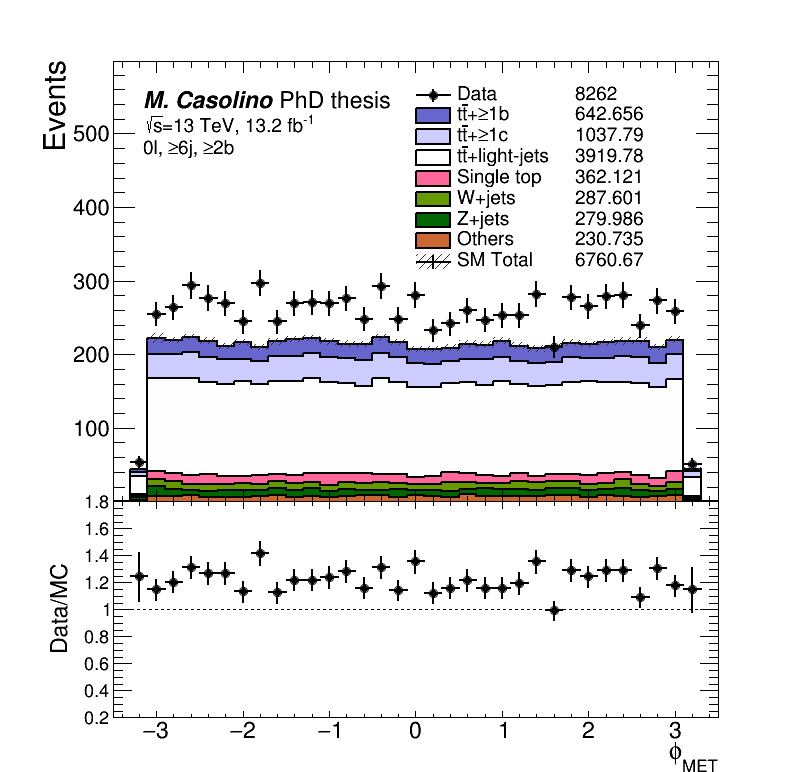 Events
M. Casolino PhD thesis
√s=13 TeV, 13.2 fb⁻¹
0l, ≥6j, ≥2b
Data 8262
tt̄+≥1b 642.656
tt̄+≥1c 1037.79
tt̄+light-jets 3919.78
Single top 362.121
W+jets 287.601
Z+jets 279.986
Others 230.735
SM Total 6760.67
500
400
300
200
100
Data/MC
1.8
1.6
1.4
1.2
1
0.8
0.6
0.4
0.2
−3 −2 −1 0 1 2 3
ϕ_MET